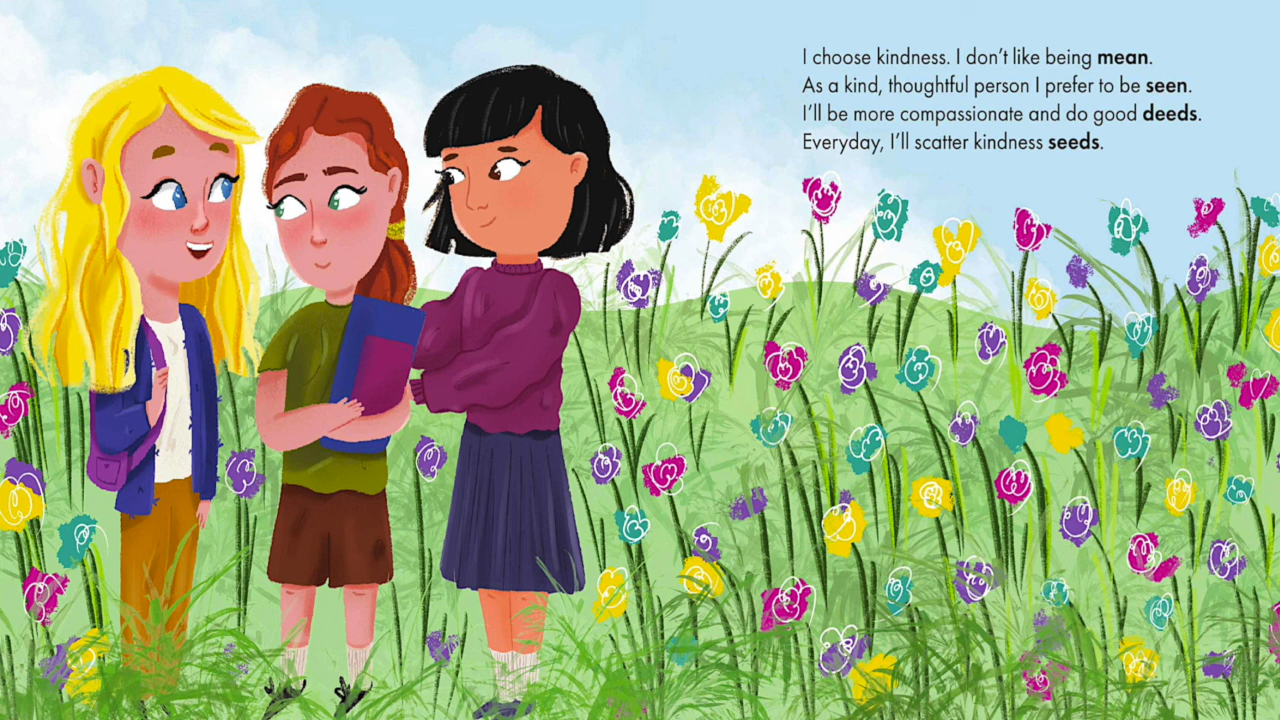 I choose kindness. I don't like being mean.
As a kind, thoughtful person I prefer to be seen.
I'll be more compassionate and do good deeds.
Everyday, I'll scatter kindness seeds.